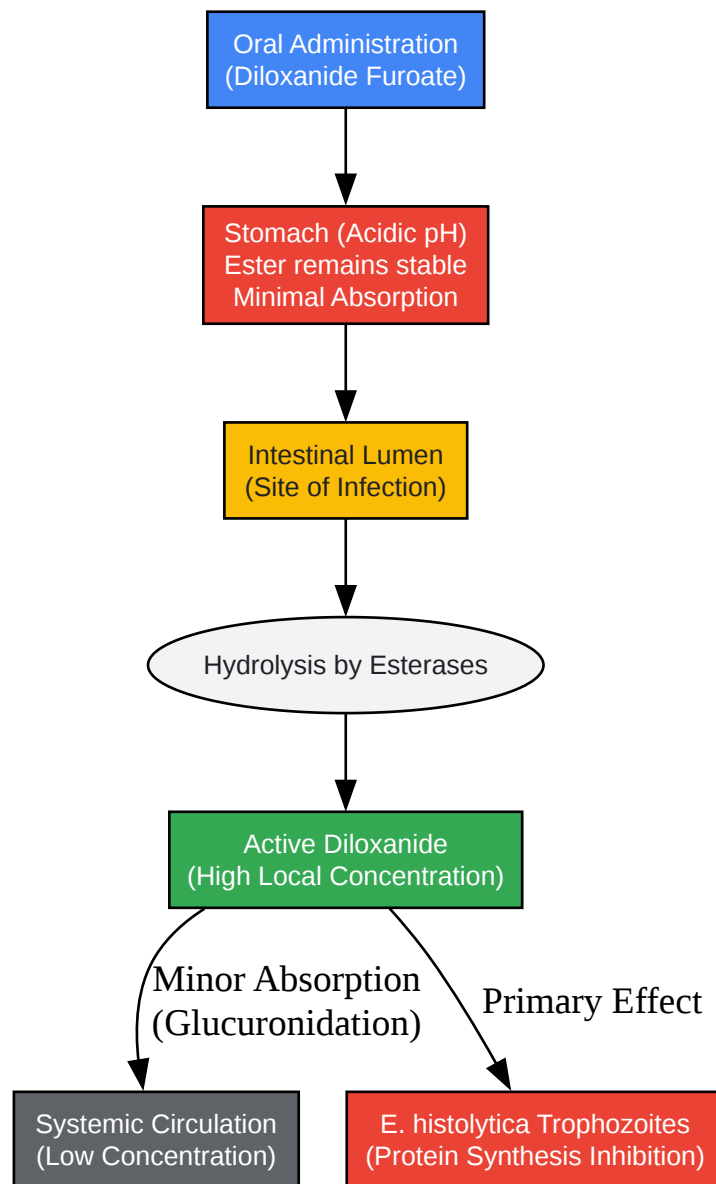 Oral Administration
(Diloxanide Furoate)
Stomach (Acidic pH)
Ester remains stable
Minimal Absorption
Intestinal Lumen
(Site of Infection)
Hydrolysis by Esterases
Active Diloxanide
(High Local Concentration)
Minor Absorption
(Glucuronidation)
Primary Effect
Systemic Circulation
(Low Concentration)
E. histolytica Trophozoites
(Protein Synthesis Inhibition)